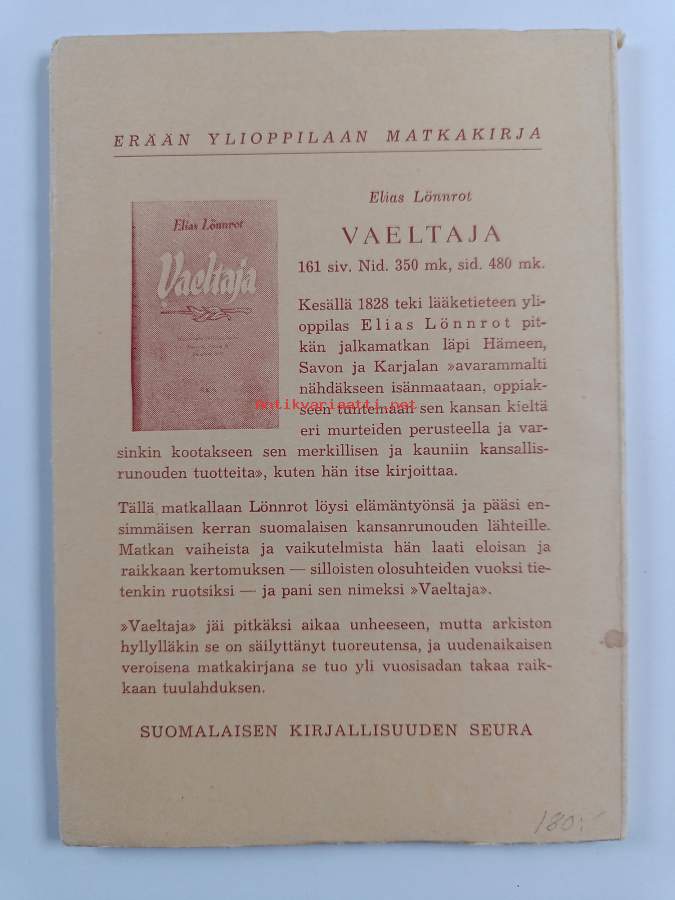 ERÄÄN YLIOPPILAAN MATKAKIRJA
Elias Lönnrot
Vaeltaja
Elias Lönnrot
VAELTAJA
161 siv. Nid. 350 mk, sid. 480 mk.
Kesällä 1828 teki lääketieteen yli-
oppilas Elias Lönnrot pit-
kän jalkamatkan läpi Hämeen,
Savon ja Karjalan »avarammalti
nähdäkseen isänmaataan, oppiak-
antikvariaatti.net
seen tuntemaan sen kansan kieltä
eri murteiden perusteella ja var-
sinkin kootakseen sen merkillisen ja kauniin kansallis-
runouden tuotteita», kuten hän itse kirjoittaa.
Tällä matkallaan Lönnrot löysi elämäntyönsä ja pääsi en-
simmäisen kerran suomalaisen kansanrunouden lähteille.
Matkan vaiheista ja vaikutelmista hän laati eloisan ja
raikkaan kertomuksen — silloisten olosuhteiden vuoksi tie-
tenkin ruotsiksi — ja pani sen nimeksi »Vaeltaja».
»Vaeltaja» jäi pitkäksi aikaa unheeseen, mutta arkiston
hyllylläkin se on säilyttänyt tuoreutensa, ja uudenaikaisen
veroisena matkakirjana se tuo yli vuosisadan takaa raik-
kaan tuulahduksen.
SUOMALAISEN KIRJALLISUUDEN SEURA
180:-